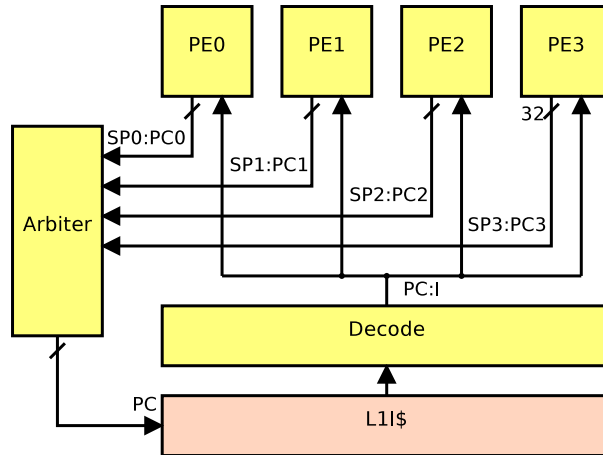 PE0
PE1
PE2
PE3
32
SP0:PC0
SP1:PC1
SP2:PC2
SP3:PC3
Arbiter
PC:I
Decode
PC
L1I$